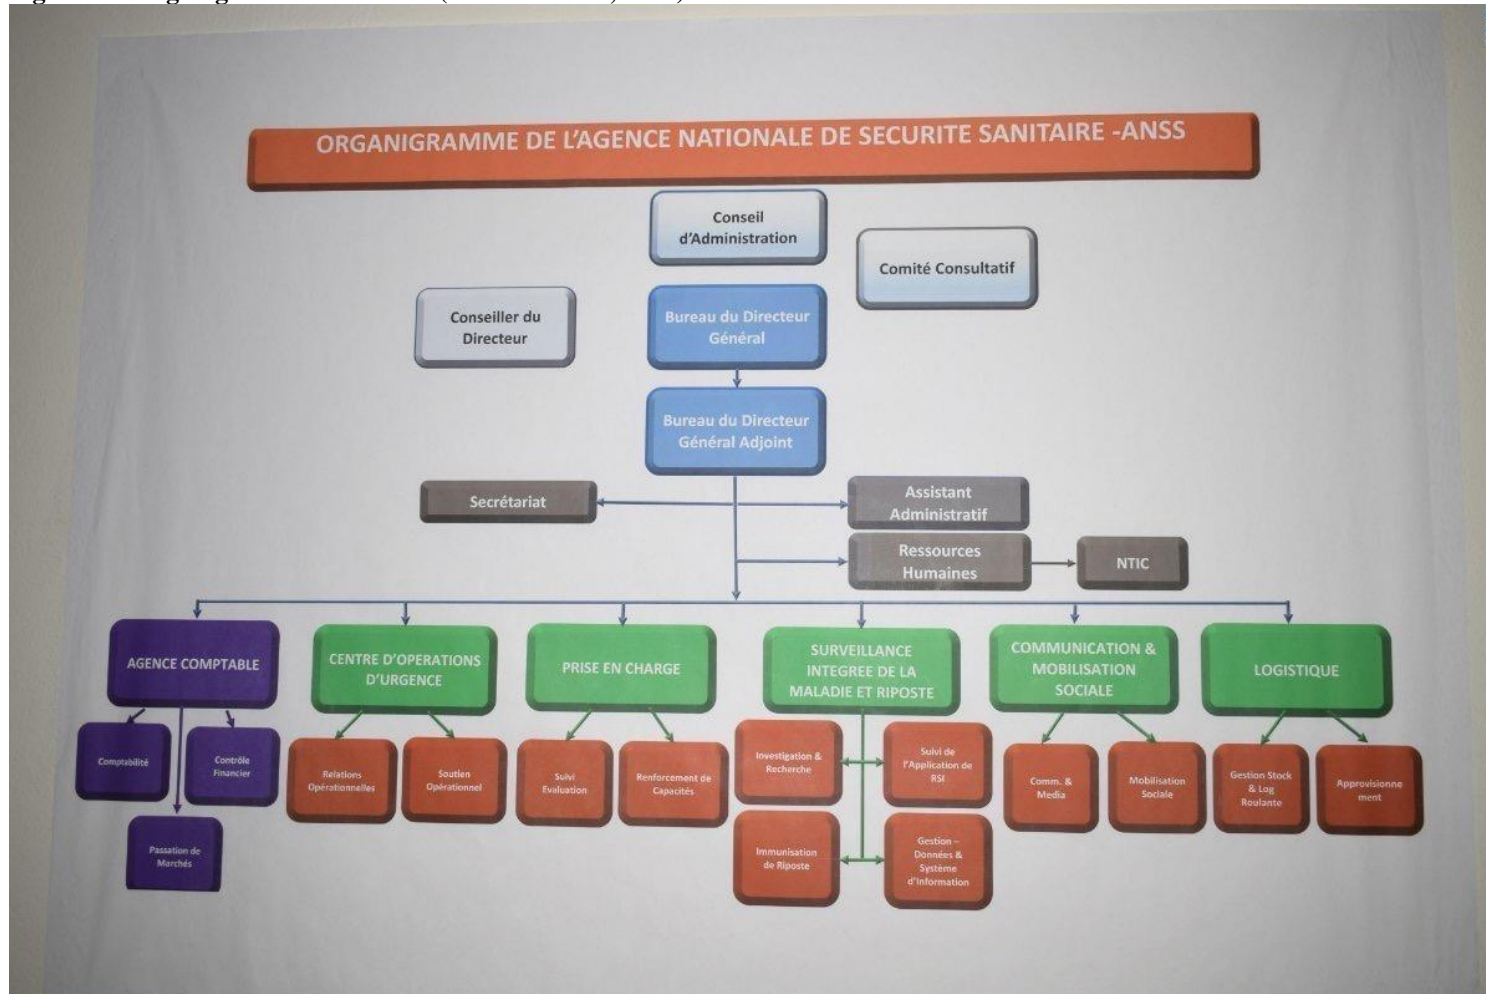 ORGANIGRAMME DE L'AGENCE NATIONALE DE SECURITE SANITAIRE -ANSS
Conseil
d'Administration
Comité Consultatif
Conseiller du
Directeur
Bureau du Directeur
Général
Bureau du Directeur
Général Adjoint
Secrétariat
Assistant
Administratif
Ressources
Humaines
NTIC
AGENCE COMPTABLE
CENTRE D'OPERATIONS
D'URGENCE
PRISE EN CHARGE
SURVEILLANCE
INTEGREE DE LA
MALADIE ET RIPOSTE
COMMUNICATION &
MOBILISATION
SOCIALE
LOGISTIQUE
Comptabilité
Contrôle
Financier
Passation de
Marchés
Relations
Opérationnelles
Soutien
Opérationnel
Suivi
Evaluation
Renforcement de
Capacités
Investigation &
Recherche
Suivi de
l'Application de
RSI
Immunisation
de Riposte
Gestion –
Données &
Système
d'Information
Comm. &
Media
Mobilisation
Sociale
Gestion Stock
& Log
Roulante
Approvisionne
ment